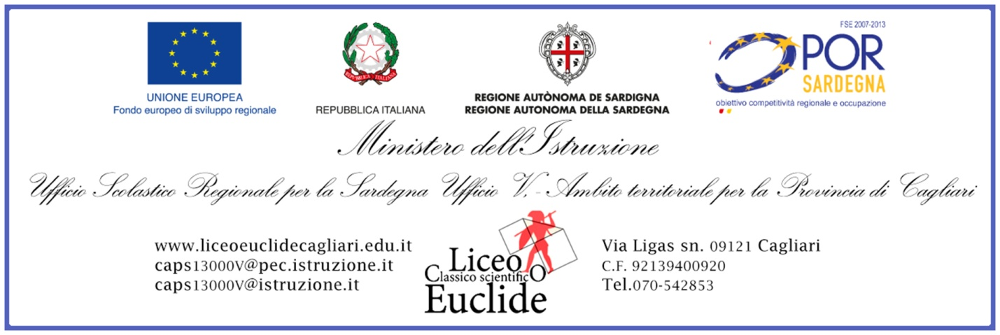 FSE 2007-2013
POR
SARDEGNA
obiettivo competitività regionale e occupazione
UNIONE EUROPEA
Fondo europeo di sviluppo regionale
REPUBBLICA ITALIANA
REPUBBLICA ITALIANA
REGIONE AUTÒNOMA DE SARDIGNA
REGIONE AUTONOMA DELLA SARDEGNA
Ministero dell'Istruzione
Ufficio Scolastico Regionale per la Sardegna Ufficio V. - Ambito territoriale per la Provincia di Cagliari
www.liceoeuclidecagliari.edu.it
caps13000V@pec.istruzione.it
caps13000V@istruzione.it
Liceo
Classico scientificO
Euclide
Via Ligas sn. 09121 Cagliari
C.F. 92139400920
Tel.070-542853